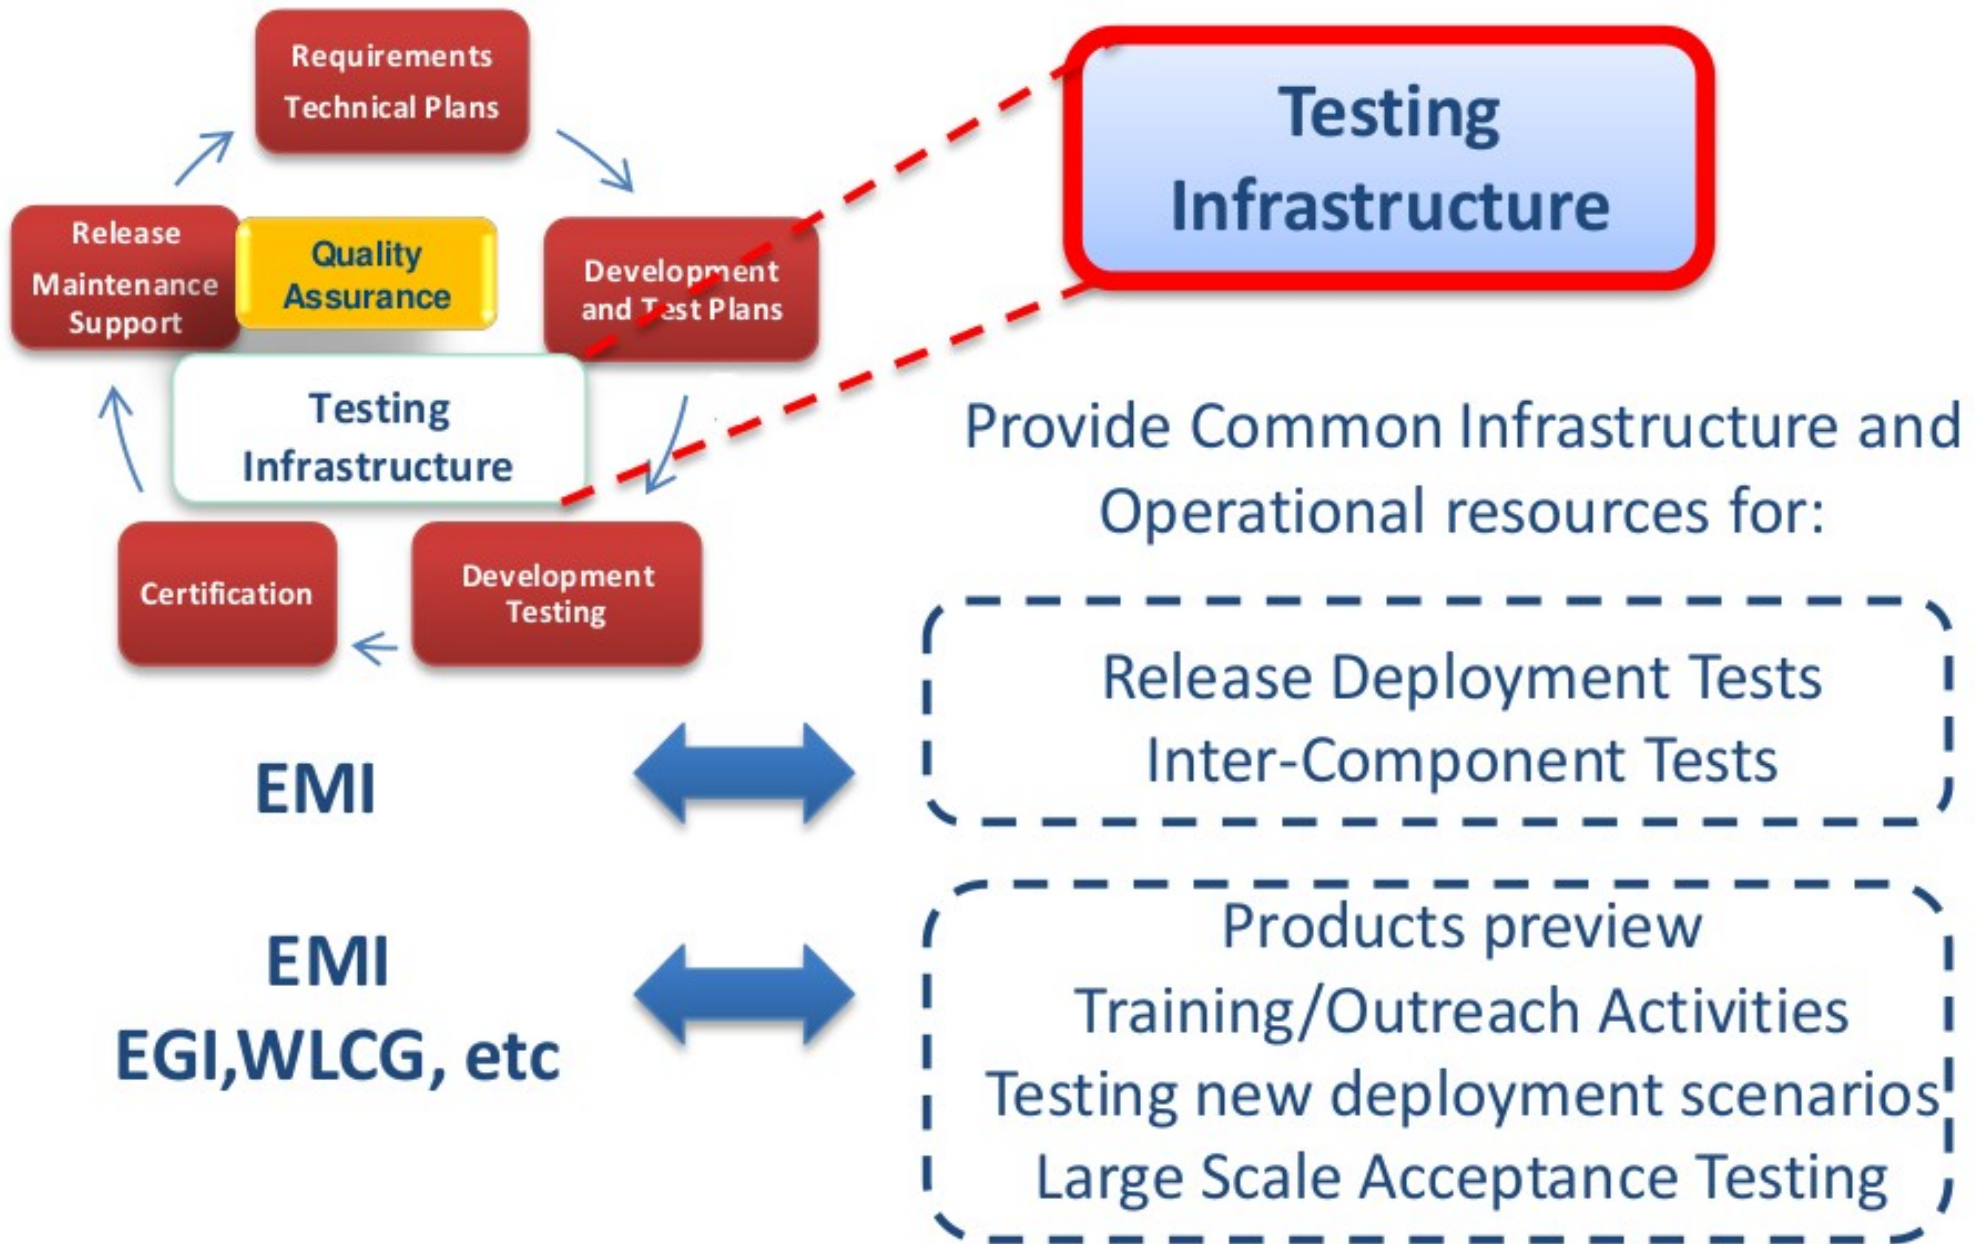 Requirements
Technical Plans
Release
Maintenance
Support
Quality
Assurance
Development
and Test Plans
Testing
Infrastructure
Certification
Development
Testing
Testing
Infrastructure
Provide Common Infrastructure and
Operational resources for:
EMI
Release Deployment Tests
Inter-Component Tests
EMI
EGI,WLCG, etc
Products preview
Training/Outreach Activities
Testing new deployment scenarios
Large Scale Acceptance Testing